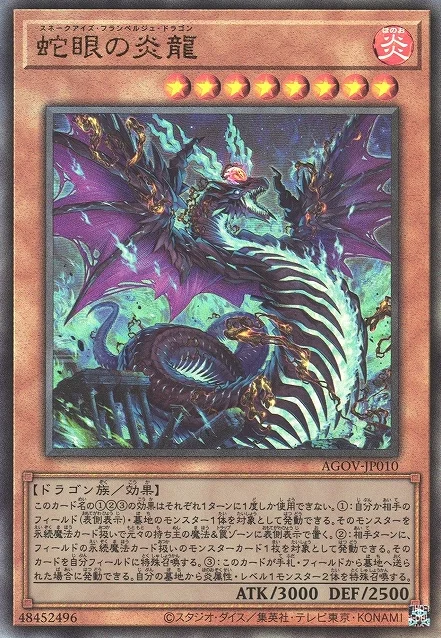 スネークアイズ・フランベルジュ・ドラゴン
蛇眼の炎龍
ほのお
炎
AGOV-JP010
【ドラゴン族／効果】
このカード名の①②③の効果はそれぞれ1ターンに1度しか使用できない。①：自分か相手の
フィールド(表側表示)・墓地のモンスター1体を対象として発動できる。そのモンスターを
永続魔法カード扱いで元々の持ち主の魔法&罠ゾーンに表側表示で置く。②：相手ターンに、
フィールドの永続魔法カード扱いのモンスターカード1枚を対象として発動できる。そのカ
ードを自分フィールドに特殊召喚する。③：このカードが手札・フィールドから墓地へ送ら
れた場合に発動できる。自分の墓地から炎属性・レベル1モンスター2体を特殊召喚する。
ATK/3000 DEF/2500
48452496
©スタジオ・ダイス／集英社・テレビ東京・KONAMI